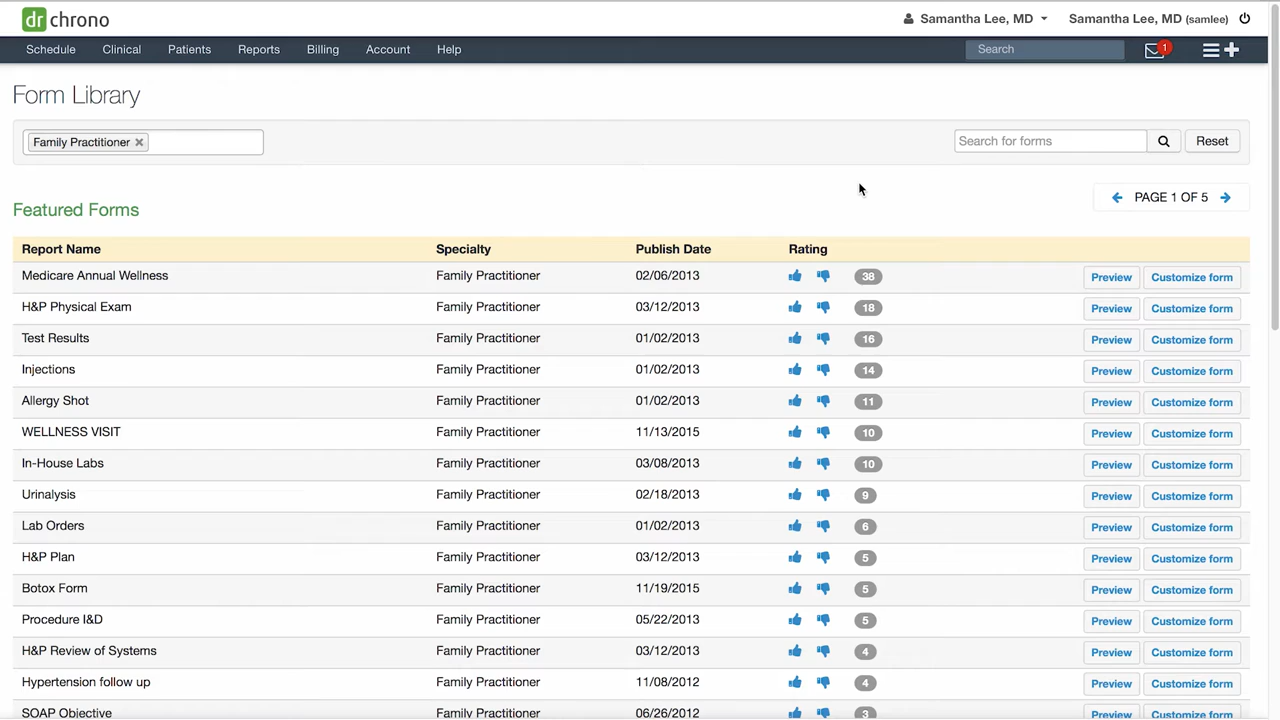 dr chrono
Samantha Lee, MD
Samantha Lee, MD (samlee)
Schedule Clinical Patients Reports Billing Account Help
Search
1
Form Library
Family Practitioner
Search for forms
Reset
PAGE 1 OF 5
Featured Forms
Report Name Specialty Publish Date Rating
Medicare Annual Wellness Family Practitioner 02/06/2013 38 Preview Customize form
H&P Physical Exam Family Practitioner 03/12/2013 18 Preview Customize form
Test Results Family Practitioner 01/02/2013 16 Preview Customize form
Injections Family Practitioner 01/02/2013 14 Preview Customize form
Allergy Shot Family Practitioner 01/02/2013 11 Preview Customize form
WELLNESS VISIT Family Practitioner 11/13/2015 10 Preview Customize form
In-House Labs Family Practitioner 03/08/2013 10 Preview Customize form
Urinalysis Family Practitioner 02/18/2013 9 Preview Customize form
Lab Orders Family Practitioner 01/02/2013 6 Preview Customize form
H&P Plan Family Practitioner 03/12/2013 5 Preview Customize form
Botox Form Family Practitioner 11/19/2015 5 Preview Customize form
Procedure I&D Family Practitioner 05/22/2013 5 Preview Customize form
H&P Review of Systems Family Practitioner 03/12/2013 4 Preview Customize form
Hypertension follow up Family Practitioner 11/08/2012 4 Preview Customize form
SOAP Objective Family Practitioner 06/26/2012 3 Preview Customize form